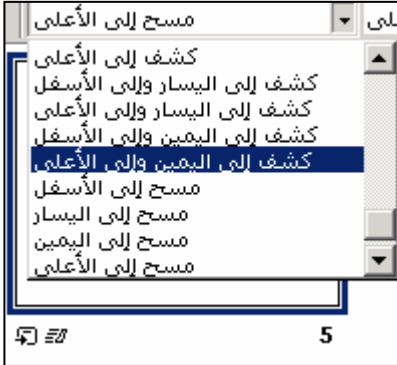 مسح إلى الأعلى
لى
كشف إلى الأعلى
كشف إلى اليسار وإلى الأسفل
كشف إلى اليسار وإلى الأعلى
كشف إلى اليمين وإلى الأسفل
كشف إلى اليمين وإلى الأعلى
مسح إلى الأسفل
مسح إلى اليسار
مسح إلى اليمين
مسح إلى الأعلى
5